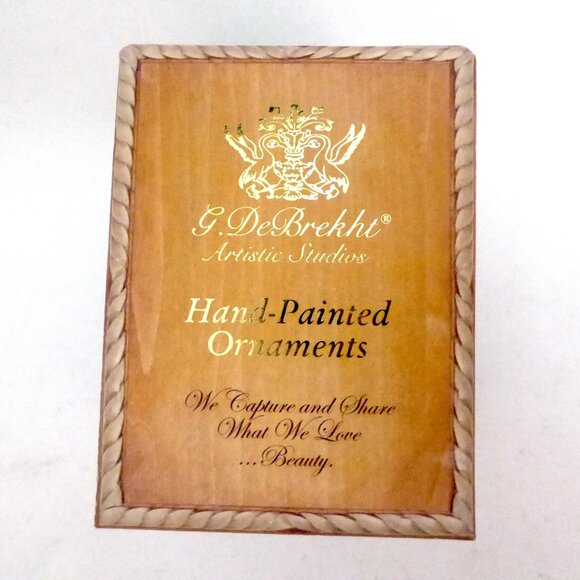 G.DeBrekht®
Artistic Studios
Hand-Painted
Ornaments
We Capture and Share
What We Love
...Beauty.